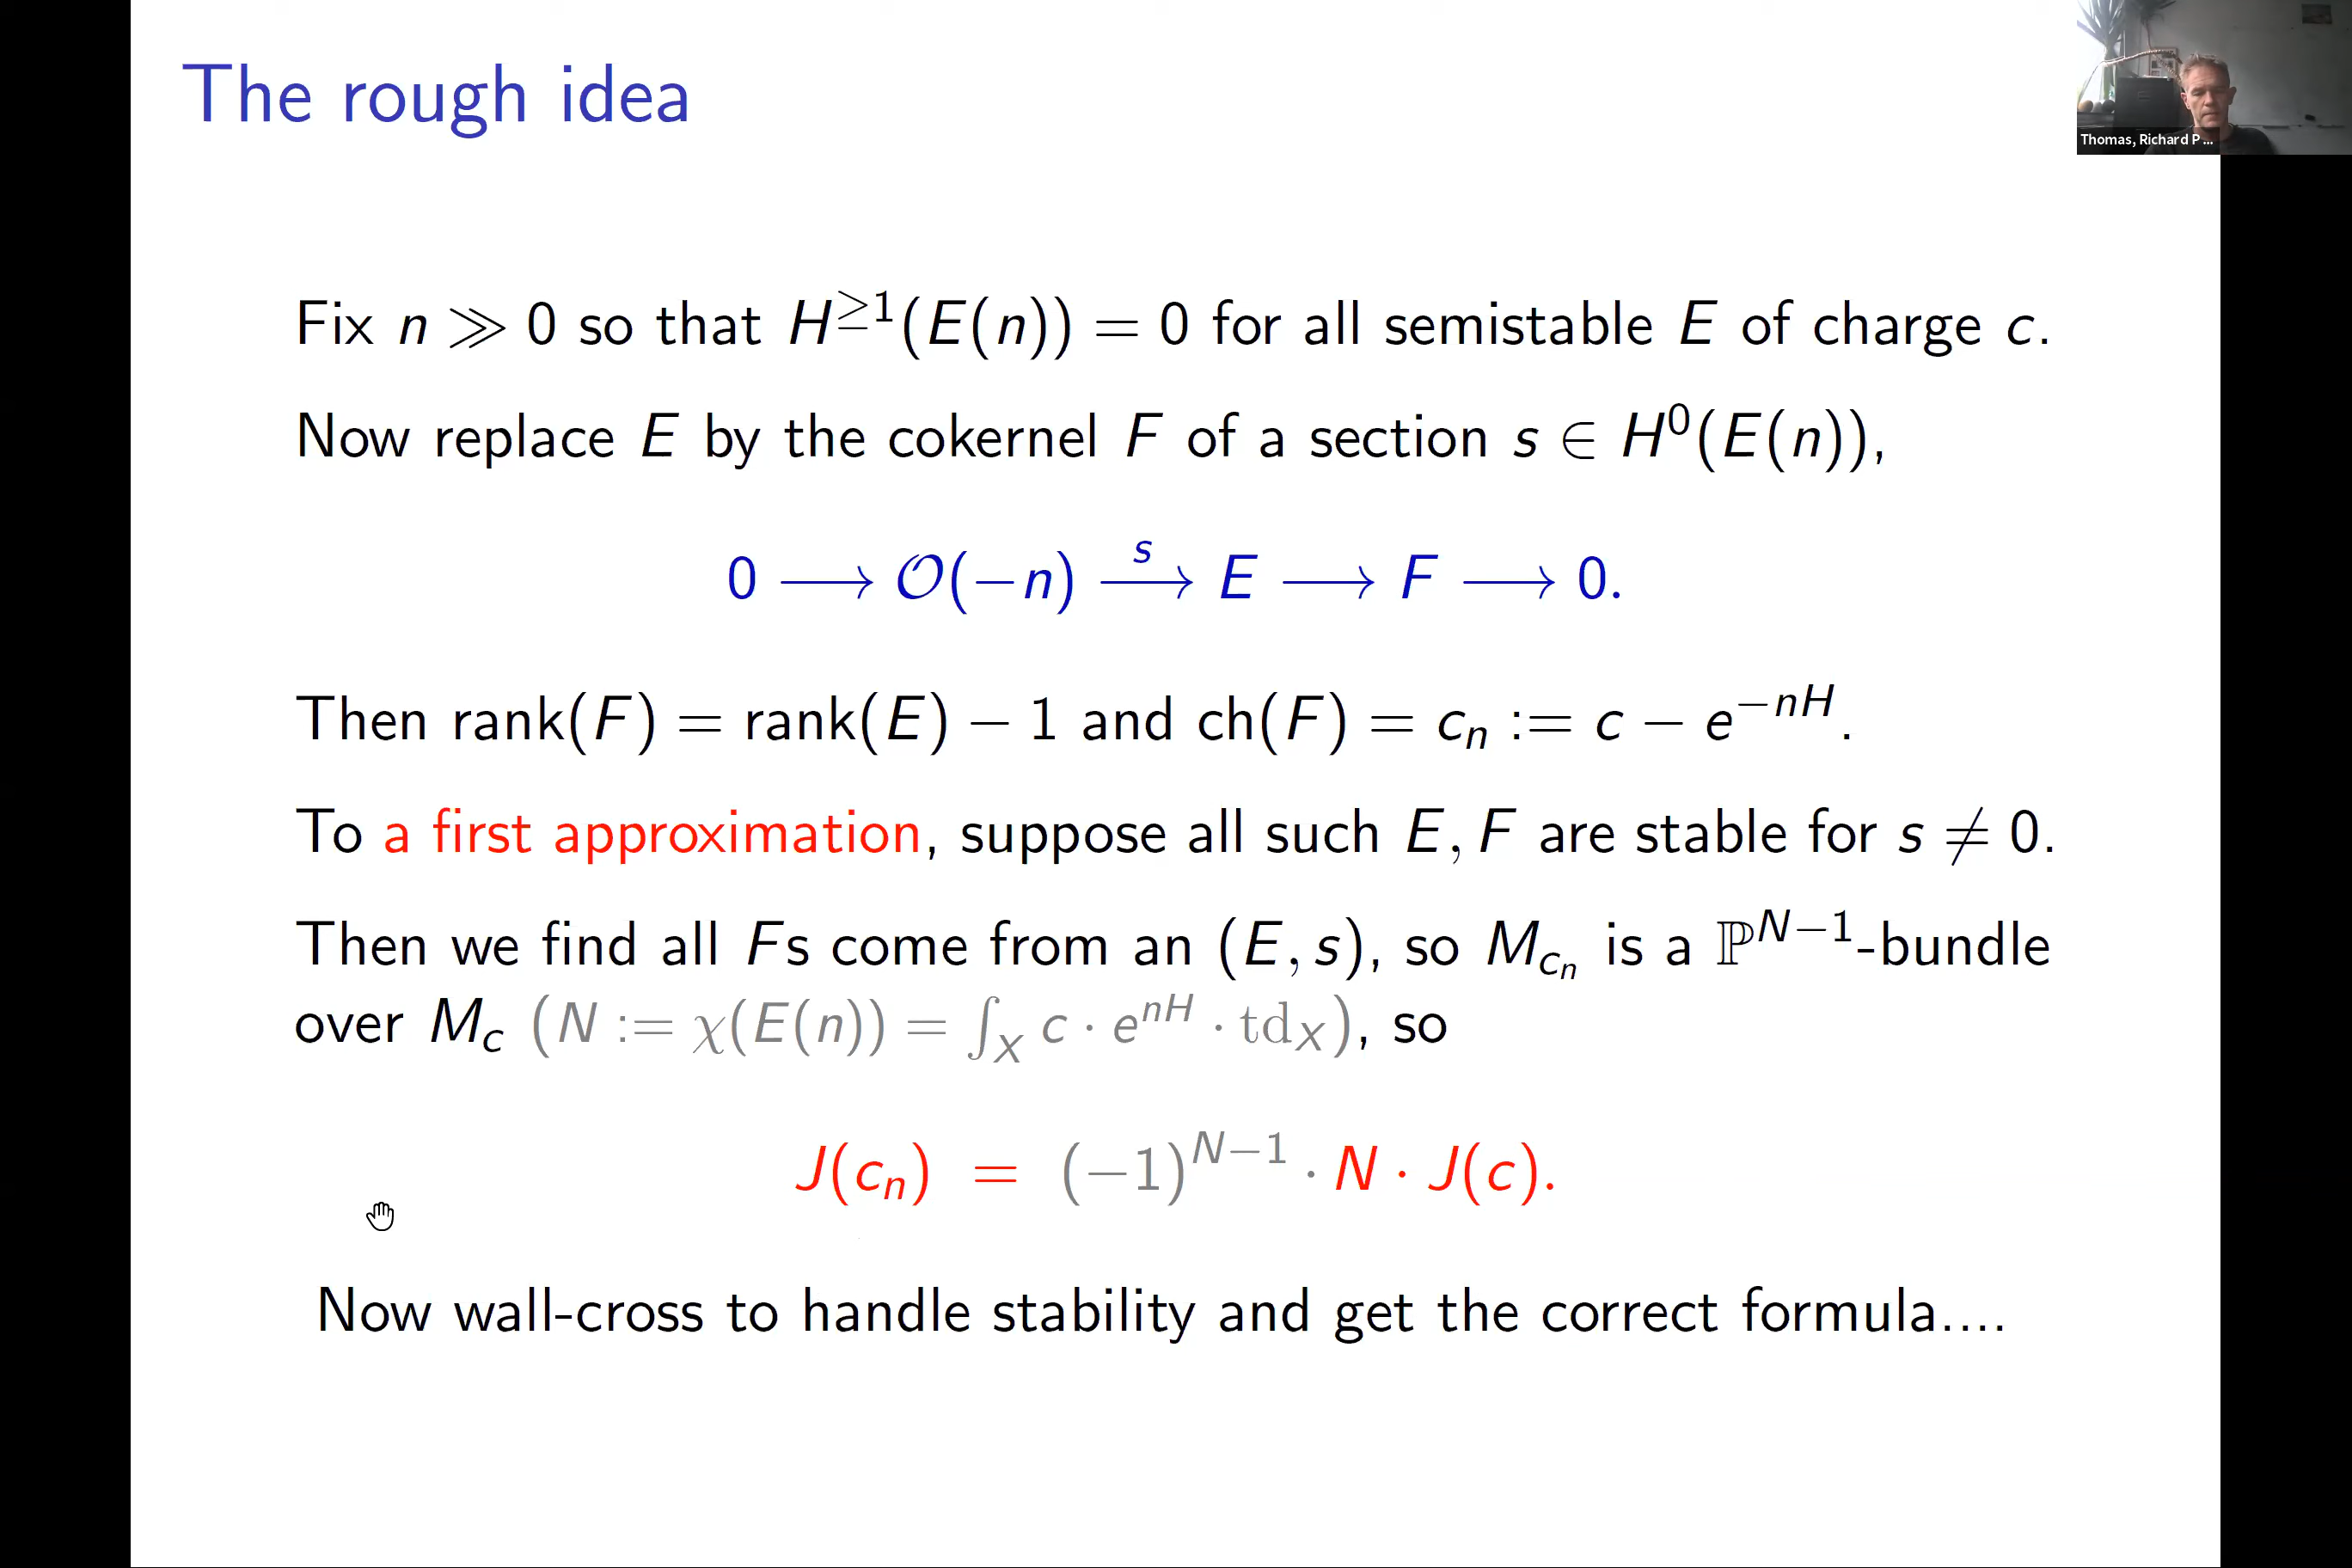 The rough idea
Thomas, Richard P ...
Fix n ≫ 0 so that H^{≥1}(E(n)) = 0 for all semistable E of charge c.
Now replace E by the cokernel F of a section s ∈ H^0(E(n)),
0 ⟶ 𝒪(−n) ⟶^s E ⟶ F ⟶ 0.
Then rank(F) = rank(E) − 1 and ch(F) = c_n := c − e^{−nH}.
To a first approximation, suppose all such E, F are stable for s ≠ 0.
Then we find all Fs come from an (E, s), so M_{c_n} is a ℙ^{N−1}-bundle
over M_c (N := χ(E(n)) = ∫_X c · e^{nH} · td_X), so
J(c_n) = (−1)^{N−1} · N · J(c).
Now wall-cross to handle stability and get the correct formula....